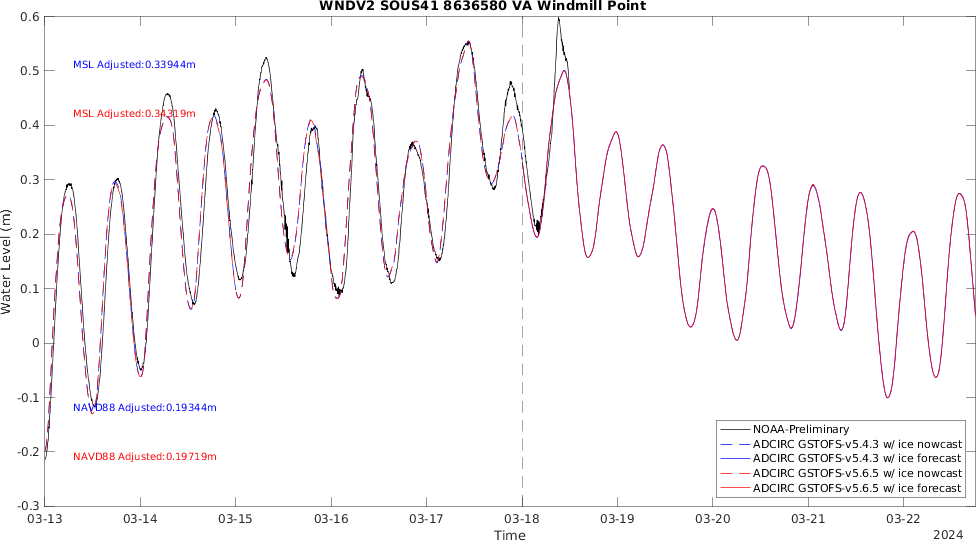 WNDV2 SOUS41 8636580 VA Windmill Point
0.6
0.5
0.4
0.3
0.2
0.1
0
-0.1
-0.2
-0.3
Water Level (m)
MSL Adjusted:0.33944m
MSL Adjusted:0.34319m
NAVD88 Adjusted:0.19344m
NAVD88 Adjusted:0.19719m
NOAA-Preliminary
ADCIRC GSTOFS-v5.4.3 w/ ice nowcast
ADCIRC GSTOFS-v5.4.3 w/ ice forecast
ADCIRC GSTOFS-v5.6.5 w/ ice nowcast
ADCIRC GSTOFS-v5.6.5 w/ ice forecast
03-13 03-14 03-15 03-16 03-17 03-18 03-19 03-20 03-21 03-22
Time
2024